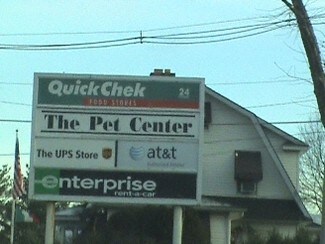 QuickChek 24
FOOD STORES
The Pet Center
The UPS Store at&t
enterprise
rent-a-car